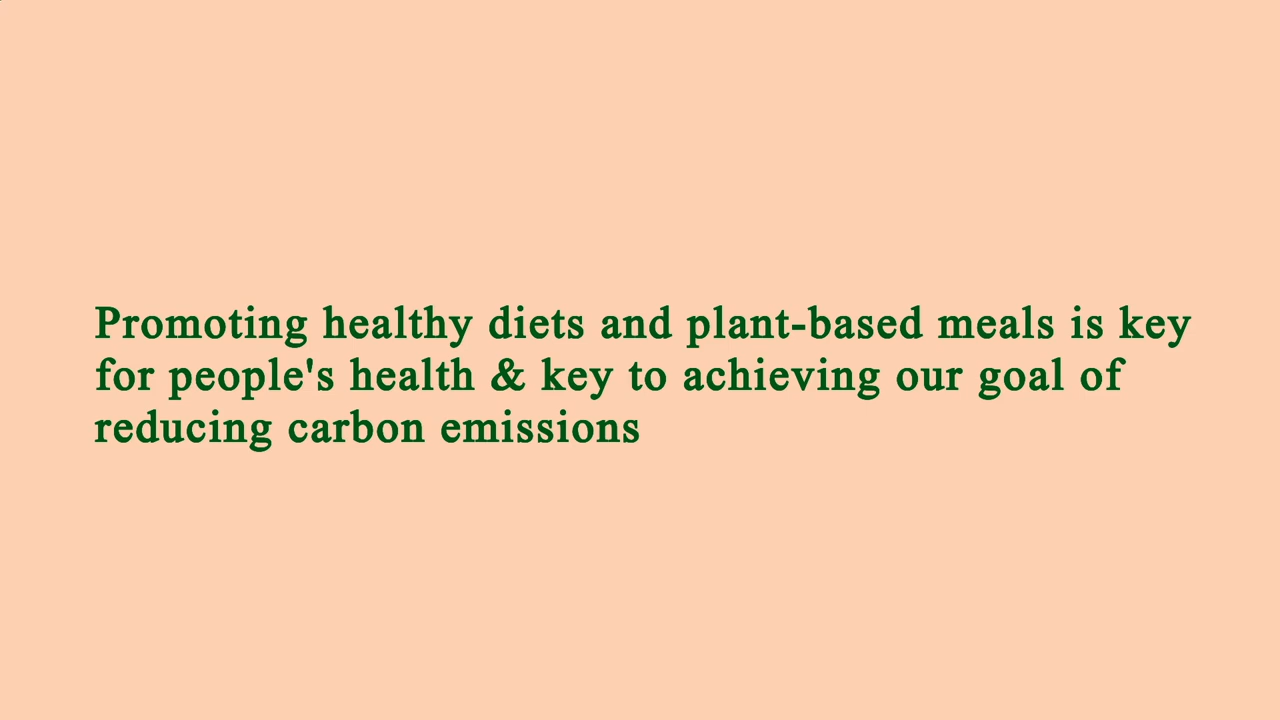 Promoting healthy diets and plant-based meals is key
for people's health & key to achieving our goal of
reducing carbon emissions